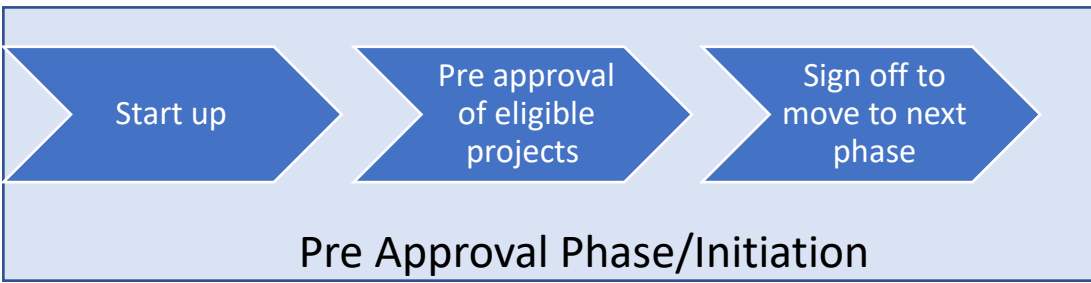 Start up
Pre approval
of eligible
projects
Sign off to
move to next
phase
Pre Approval Phase/Initiation